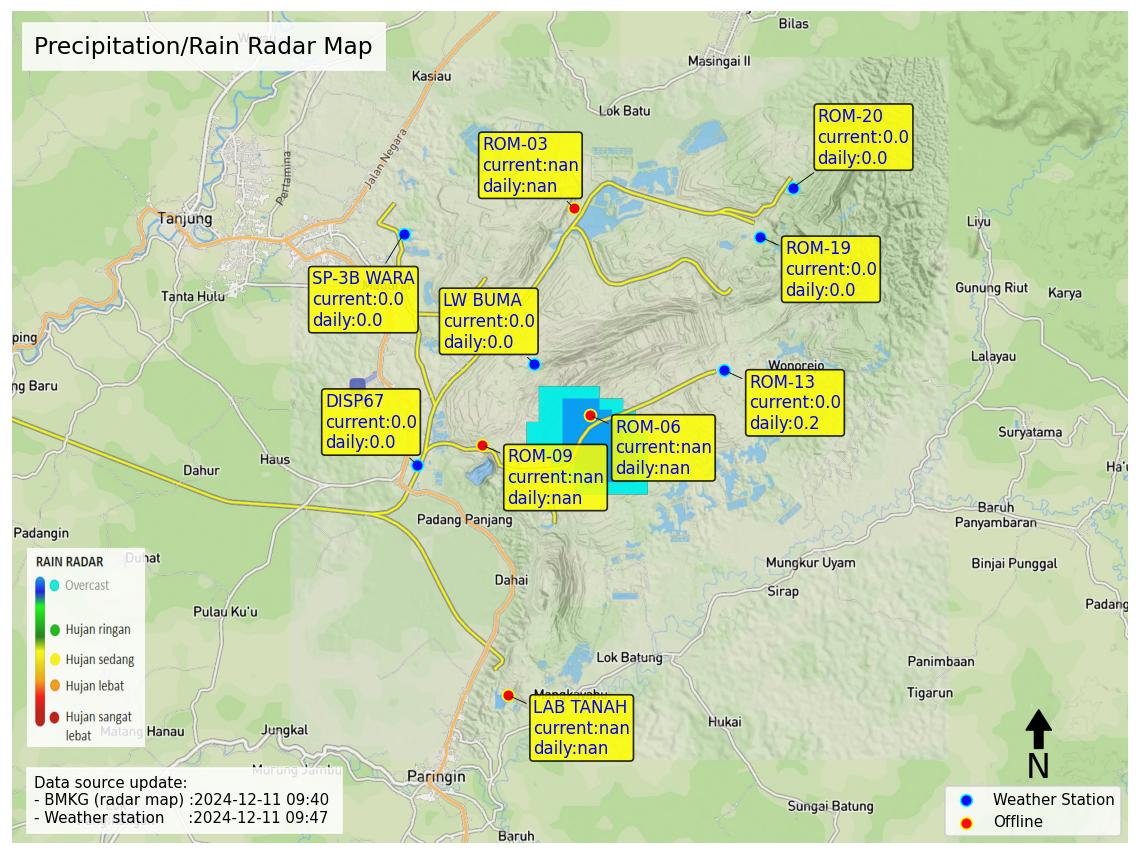 Precipitation/Rain Radar Map
Bilas
Masingai II
Kasiau
Lok Batu
ROM-20
current:0.0
daily:0.0
ROM-03
current:nan
daily:nan
Jalan Negara
Pertamina
Tanjung
Liyu
ROM-19
current:0.0
daily:0.0
SP-3B WARA
current:0.0
daily:0.0
Tanta Hulu
LW BUMA
current:0.0
daily:0.0
Gunung Riut
Karya
ping
Lalayau
Wonorejo
ng Baru
ROM-13
current:0.0
daily:0.2
DISP67
current:0.0
daily:0.0
ROM-06
current:nan
daily:nan
Suryatama
ROM-09
current:nan
daily:nan
Haus
Dahur
Ha'u
Padang Panjang
Baruh
Panyambaran
Padangin
Duhat
Mungkur Uyam
Binjai Punggal
Dahai
Sirap
Padang
Pulau Ku'u
RAIN RADAR
Overcast
Hujan ringan
Hujan sedang
Hujan lebat
Hujan sangat
lebat
Lok Batung
Panimbaan
Tigarun
Mangkayahu
LAB TANAH
current:nan
daily:nan
Hukai
Matang Hanau
Jungkal
Murung Jambu
Paringin
N
Sungai Batung
Baruh
Data source update:
- BMKG (radar map) :2024-12-11 09:40
- Weather station :2024-12-11 09:47
Weather Station
Offline